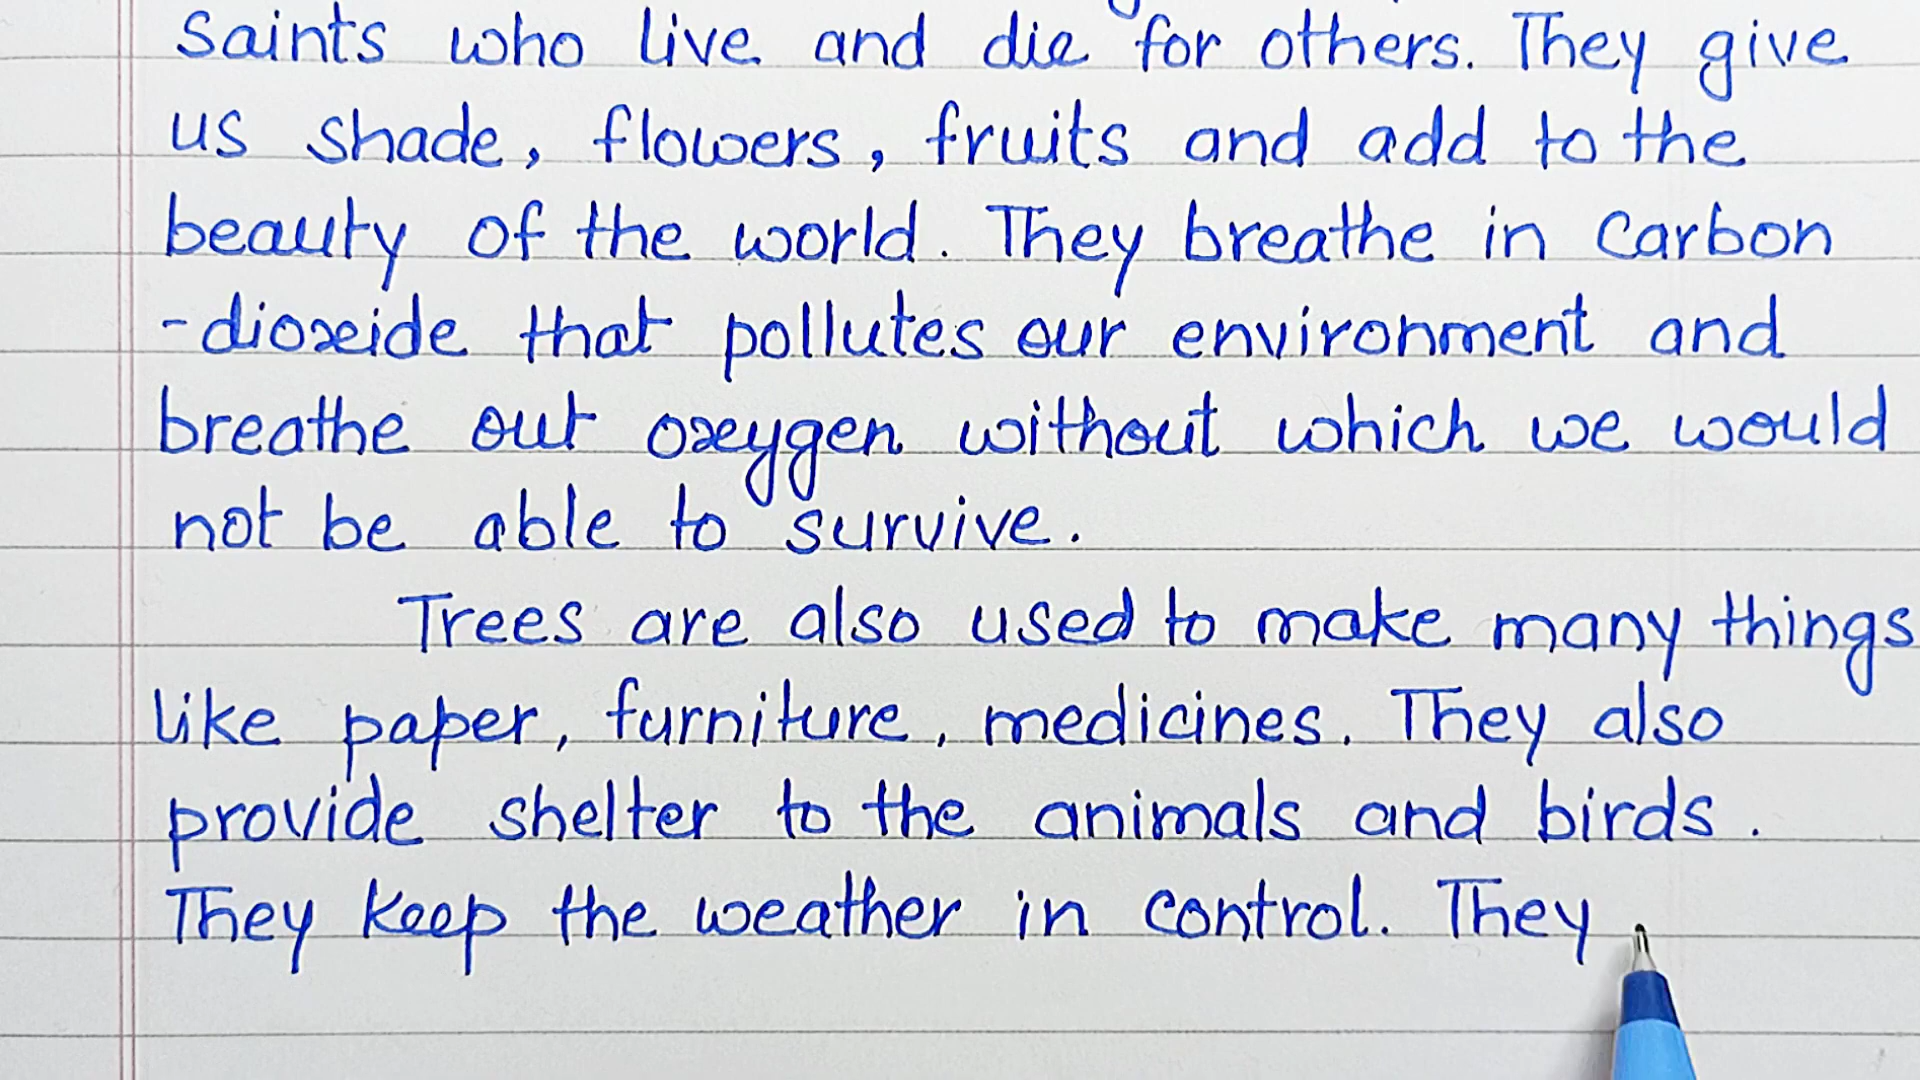 Saints who live and die for others. They give
us shade, flowers, fruits and add to the
beauty of the world. They breathe in Carbon
-dioxide that pollutes our environment and
breathe out oxygen without which we would
not be able to survive.
Trees are also used to make many things
like paper, furniture, medicines. They also
provide shelter to the animals and birds.
They keep the weather in control. They